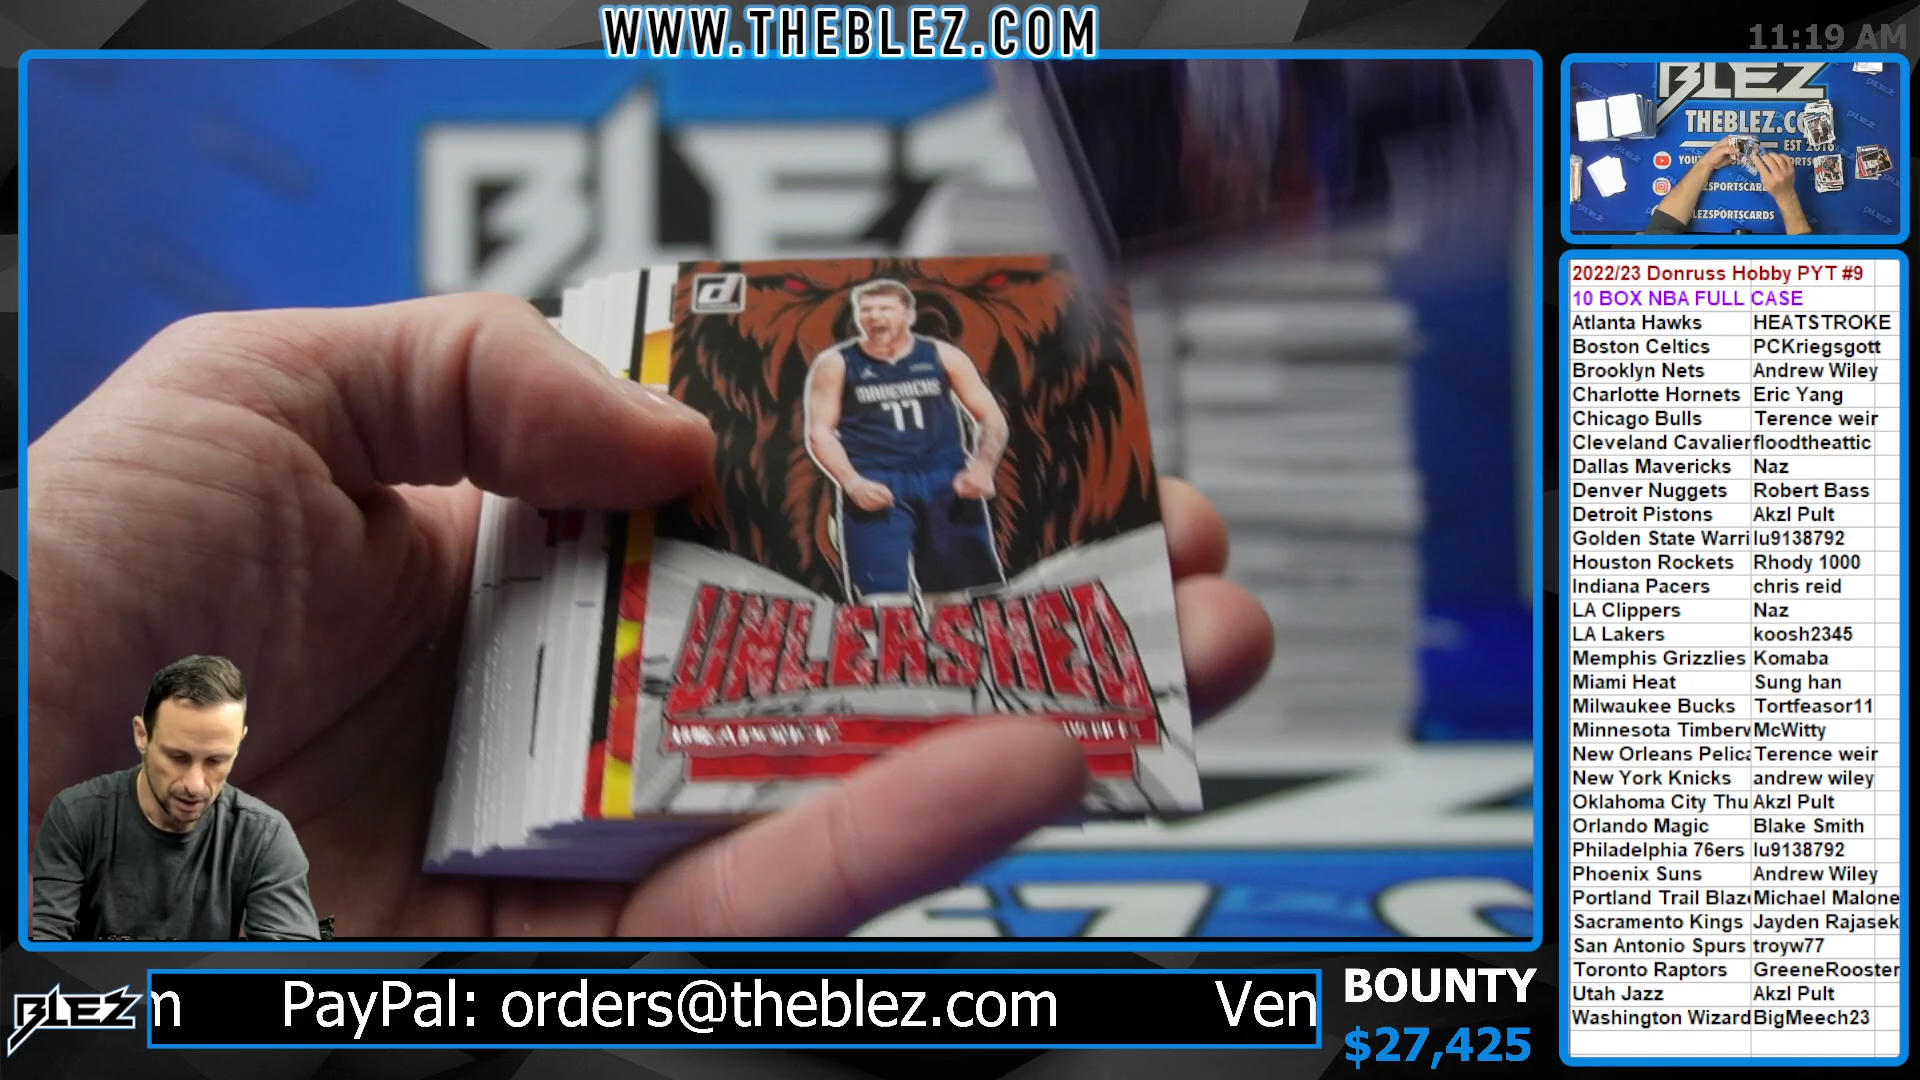 WWW.THEBLEZ.COM
11:19 AM
BLEZ
d
MAVERICKS
77
UNLEASHED
BLEZ
THEBLEZ.CO
EST 2016
ZSPORTSCAR
LEZSPORTSCARDS
2022/23 Donruss Hobby PYT #9
10 BOX NBA FULL CASE
Atlanta Hawks HEATSTROKE
Boston Celtics PCKriegsgott
Brooklyn Nets Andrew Wiley
Charlotte Hornets Eric Yang
Chicago Bulls Terence weir
Cleveland Cavalier floodtheattic
Dallas Mavericks Naz
Denver Nuggets Robert Bass
Detroit Pistons Akzl Pult
Golden State Warri lu9138792
Houston Rockets Rhody 1000
Indiana Pacers chris reid
LA Clippers Naz
LA Lakers koosh2345
Memphis Grizzlies Komaba
Miami Heat Sung han
Milwaukee Bucks Tortfeasor11
Minnesota Timberw McWitty
New Orleans Pelica Terence weir
New York Knicks andrew wiley
Oklahoma City Thu Akzl Pult
Orlando Magic Blake Smith
Philadelphia 76ers lu9138792
Phoenix Suns Andrew Wiley
Portland Trail Blaze Michael Malone
Sacramento Kings Jayden Rajasek
San Antonio Spurs troyw77
Toronto Raptors GreeneRooster
Utah Jazz Akzl Pult
Washington Wizard BigMeech23
BLEZ
m PayPal: orders@theblez.com Ven
BOUNTY
$27,425